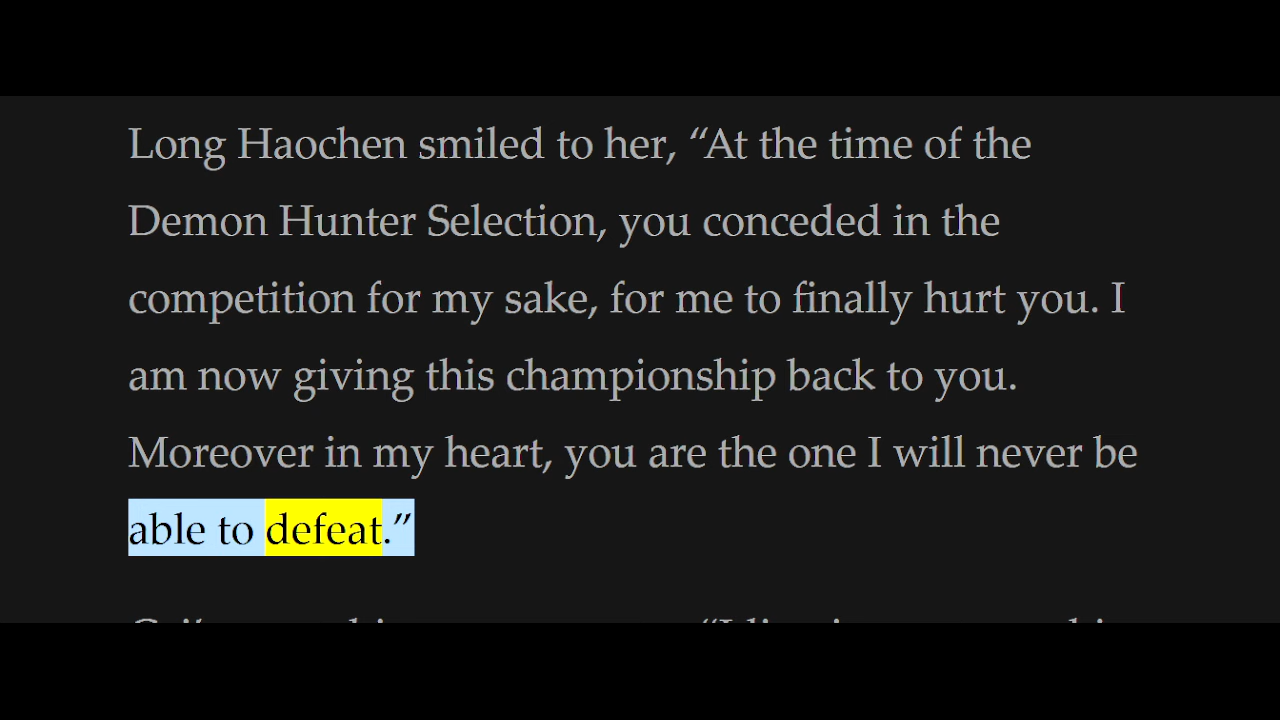 Long Haochen smiled to her, “At the time of the
Demon Hunter Selection, you conceded in the
competition for my sake, for me to finally hurt you. I
am now giving this championship back to you.
Moreover in my heart, you are the one I will never be
able to defeat.”